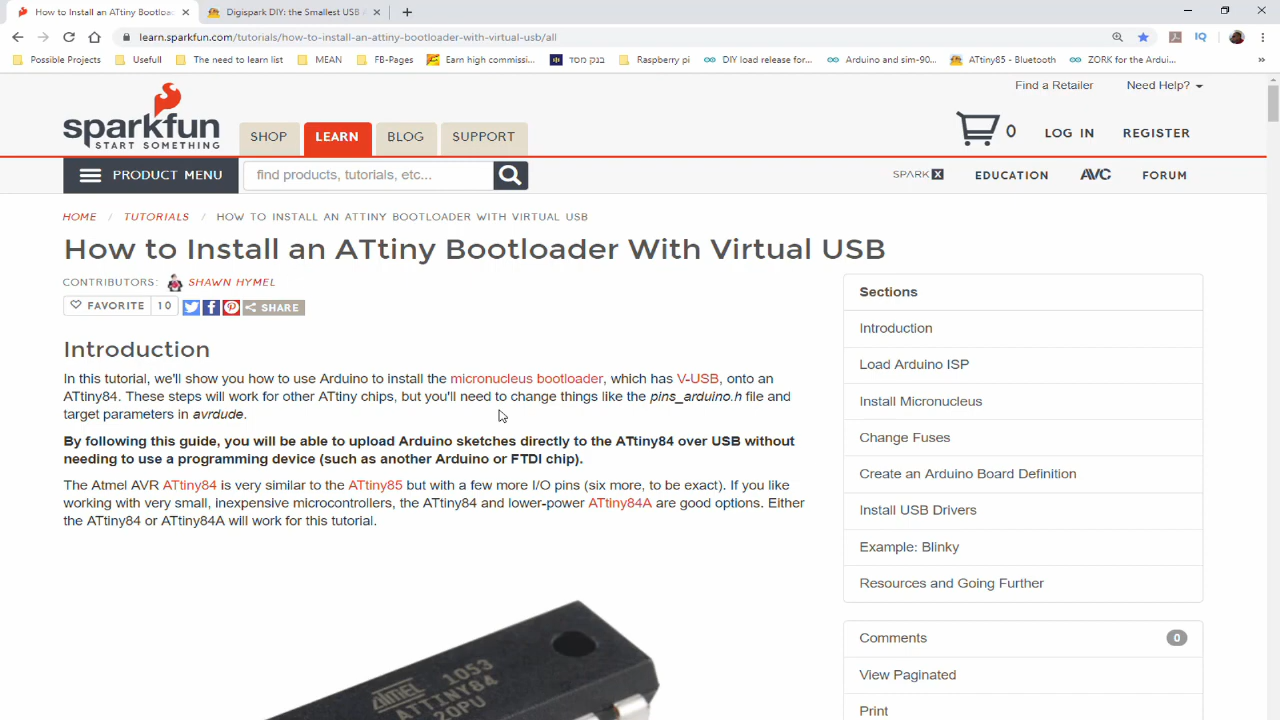 How to Install an ATtiny Bootloa
Digispark DIY: the Smallest USB
learn.sparkfun.com/tutorials/how-to-install-an-attiny-bootloader-with-virtual-usb/all
Possible Projects
Usefull
The need to learn list
MEAN
FB-Pages
Earn high commissi...
בנק מסד
Raspberry pi
DIY load release for...
Arduino and sim-90...
ATtiny85 - Bluetooth
ZORK for the Ardui...
Find a Retailer
Need Help?
sparkfun
START SOMETHING
SHOP
LEARN
BLOG
SUPPORT
0
LOG IN
REGISTER
PRODUCT MENU
find products, tutorials, etc...
SPARK X
EDUCATION
AVC
FORUM
HOME / TUTORIALS / HOW TO INSTALL AN ATTINY BOOTLOADER WITH VIRTUAL USB
How to Install an ATtiny Bootloader With Virtual USB
CONTRIBUTORS: SHAWN HYMEL
FAVORITE 10
SHARE
Introduction
In this tutorial, we'll show you how to use Arduino to install the micronucleus bootloader, which has V-USB, onto an
ATtiny84. These steps will work for other ATtiny chips, but you'll need to change things like the pins_arduino.h file and
target parameters in avrdude.
By following this guide, you will be able to upload Arduino sketches directly to the ATtiny84 over USB without
needing to use a programming device (such as another Arduino or FTDI chip).
The Atmel AVR ATtiny84 is very similar to the ATtiny85 but with a few more I/O pins (six more, to be exact). If you like
working with very small, inexpensive microcontrollers, the ATtiny84 and lower-power ATtiny84A are good options. Either
the ATtiny84 or ATtiny84A will work for this tutorial.
ATMEL 1053
ATTINY84
20PU
Sections
Introduction
Load Arduino ISP
Install Micronucleus
Change Fuses
Create an Arduino Board Definition
Install USB Drivers
Example: Blinky
Resources and Going Further
Comments
0
View Paginated
Print